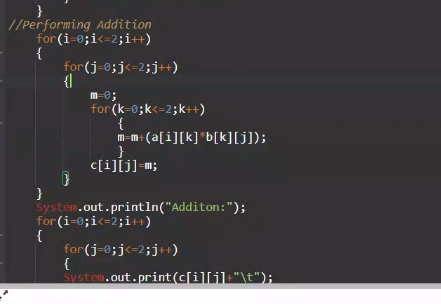 }
//Performing Addition
for(i=0;i<=2;i++)
{
for(j=0;j<=2;j++)
{
m=0;
for(k=0;k<=2;k++)
{
m=m+(a[i][k]*b[k][j]);
}
c[i][j]=m;
}
}
System.out.println("Additon:");
for(i=0;i<=2;i++)
{
for(j=0;j<=2;j++)
{
System.out.print(c[i][j]+"\t");